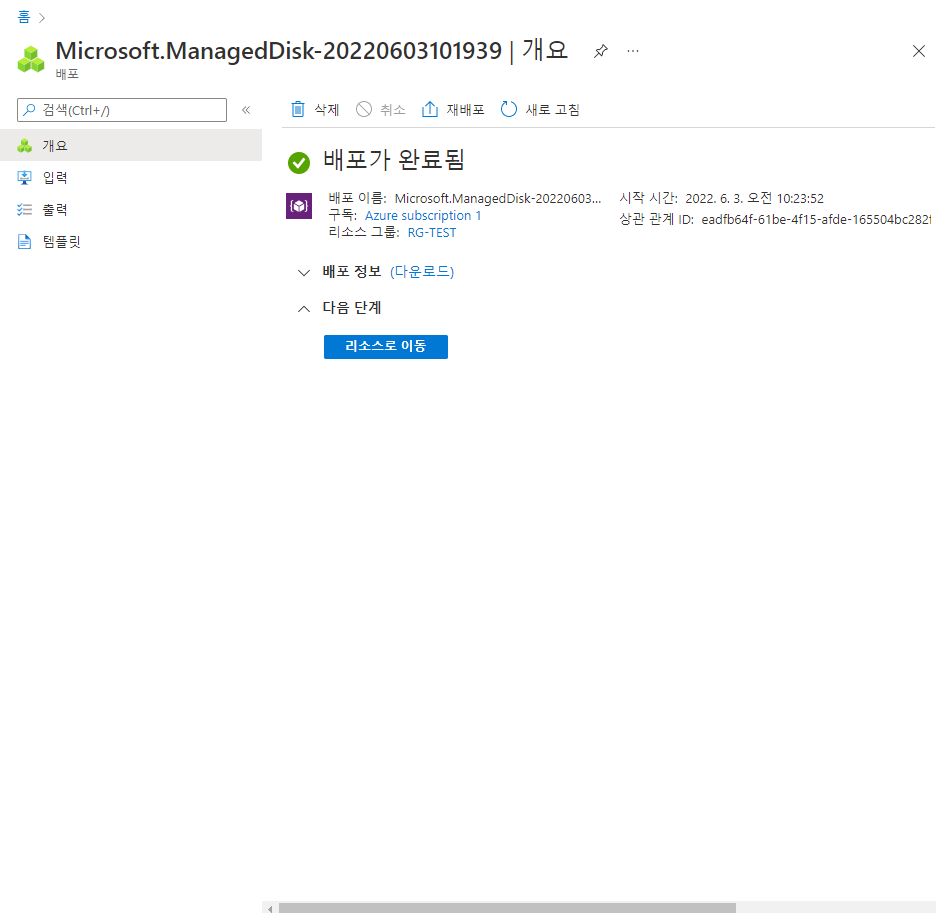 홈
Microsoft.ManagedDisk-20220603101939 | 개요
배포
검색(Ctrl+/)
개요
입력
출력
템플릿
삭제 취소 재배포 새로 고침
배포가 완료됨
배포 이름: Microsoft.ManagedDisk-20220603...
구독: Azure subscription 1
리소스 그룹: RG-TEST
시작 시간: 2022. 6. 3. 오전 10:23:52
상관 관계 ID: eadfb64f-61be-4f15-afde-165504bc282f
배포 정보 (다운로드)
다음 단계
리소스로 이동